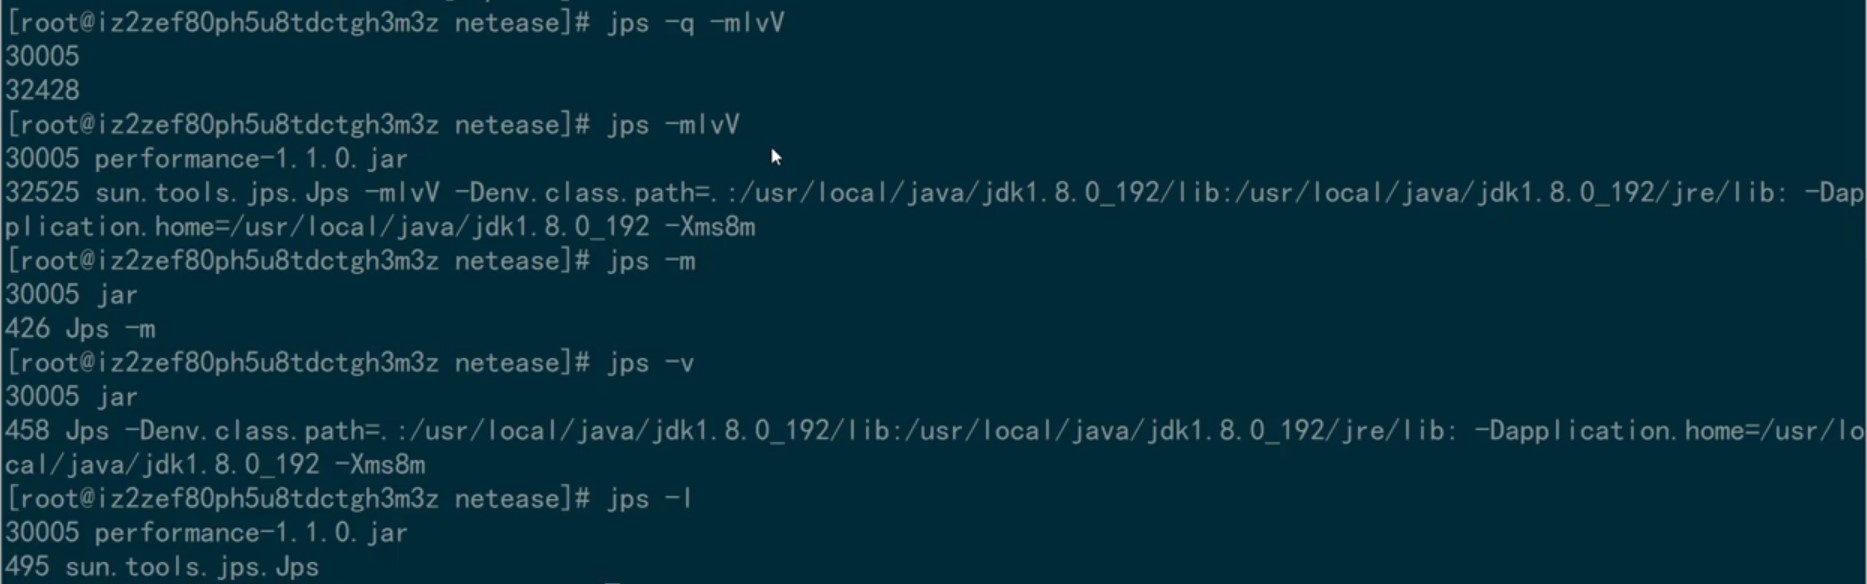 [root@iz2zef80ph5u8tdctgh3m3z netease]# jps -q -mlvV
30005
32428
[root@iz2zef80ph5u8tdctgh3m3z netease]# jps -mlvV
30005 performance-1.1.0.jar
32525 sun.tools.jps.Jps -mlvV -Denv.class.path=.:/usr/local/java/jdk1.8.0_192/lib:/usr/local/java/jdk1.8.0_192/jre/lib: -Dap
plication.home=/usr/local/java/jdk1.8.0_192 -Xms8m
[root@iz2zef80ph5u8tdctgh3m3z netease]# jps -m
30005 jar
426 Jps -m
[root@iz2zef80ph5u8tdctgh3m3z netease]# jps -v
30005 jar
458 Jps -Denv.class.path=.:/usr/local/java/jdk1.8.0_192/lib:/usr/local/java/jdk1.8.0_192/jre/lib: -Dapplication.home=/usr/lo
cal/java/jdk1.8.0_192 -Xms8m
[root@iz2zef80ph5u8tdctgh3m3z netease]# jps -l
30005 performance-1.1.0.jar
495 sun.tools.jps.Jps